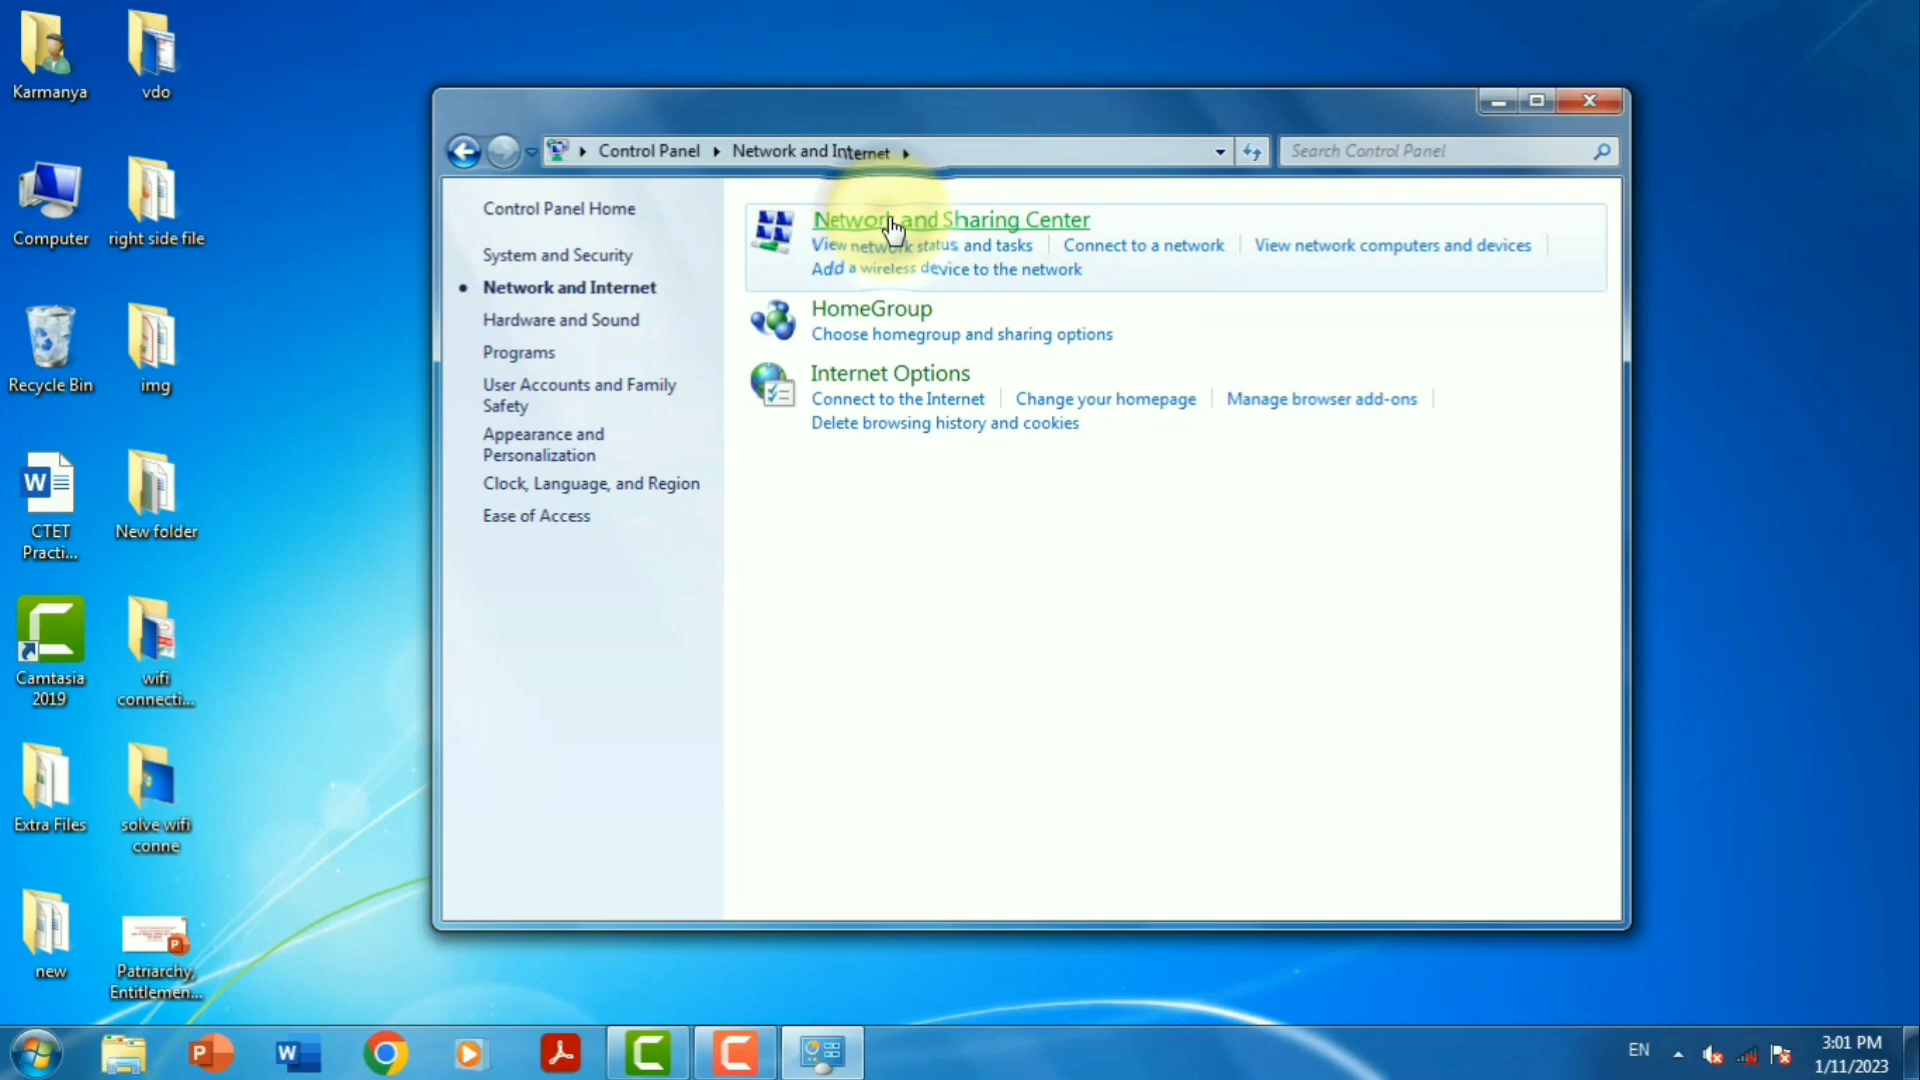 Karmanya
vdo
Computer
right side file
Recycle Bin
img
CTET
Practi...
New folder
Camtasia
2019
wifi
connecti...
Extra Files
solve wifi
conne
new
Patriarchy,
Entitlemen...
Control Panel
Network and Internet
Search Control Panel
Control Panel Home
System and Security
Network and Internet
Hardware and Sound
Programs
User Accounts and Family
Safety
Appearance and
Personalization
Clock, Language, and Region
Ease of Access
Network and Sharing Center
View network status and tasks
Connect to a network
View network computers and devices
Add a wireless device to the network
HomeGroup
Choose homegroup and sharing options
Internet Options
Connect to the Internet
Change your homepage
Manage browser add-ons
Delete browsing history and cookies
EN
3:01 PM
1/11/2023